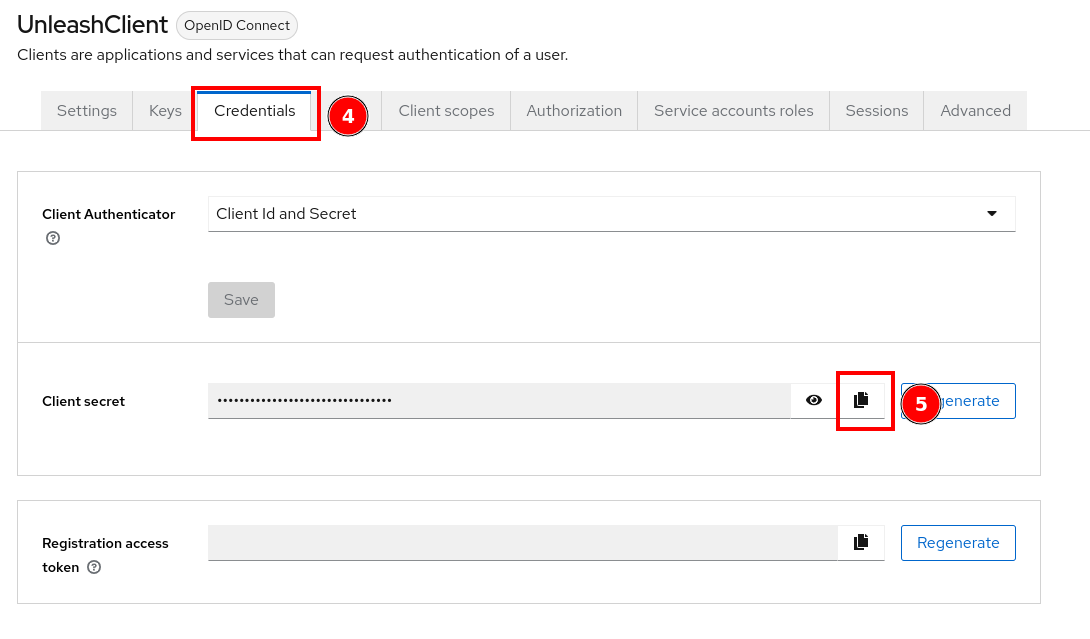 UnleashClient OpenID Connect
Clients are applications and services that can request authentication of a user.
Settings Keys Credentials 4 Client scopes Authorization Service accounts roles Sessions Advanced
Client Authenticator Client Id and Secret
Save
Client secret •••••••••••••••••••••••••••••••• 5 enerate
Registration access
token Regenerate